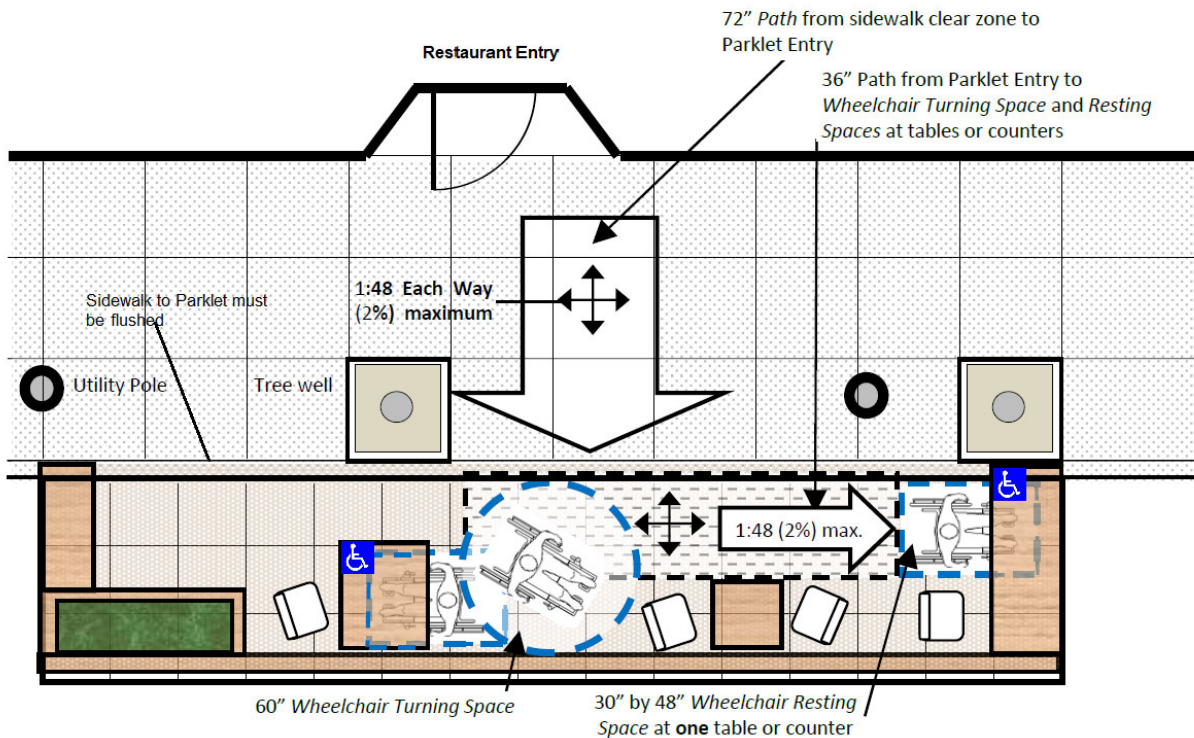 72” Path from sidewalk clear zone to
Parklet Entry
Restaurant Entry
36” Path from Parklet Entry to
Wheelchair Turning Space and Resting
Spaces at tables or counters
1:48 Each Way
(2%) maximum
Sidewalk to Parklet must
be flushed
Utility Pole
Tree well
1:48 (2%) max.
60” Wheelchair Turning Space
30” by 48” Wheelchair Resting
Space at one table or counter